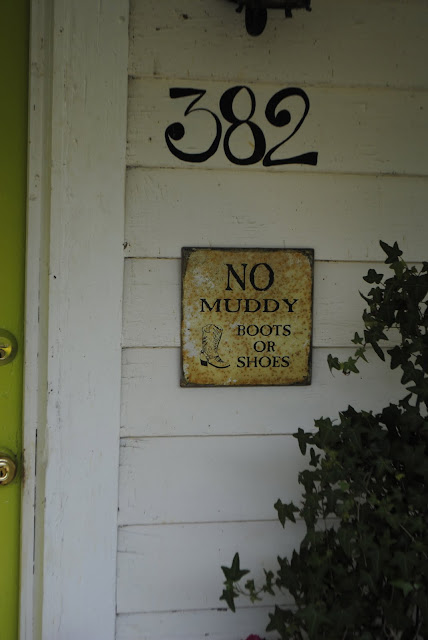 382
NO
MUDDY
BOOTS
OR
SHOES